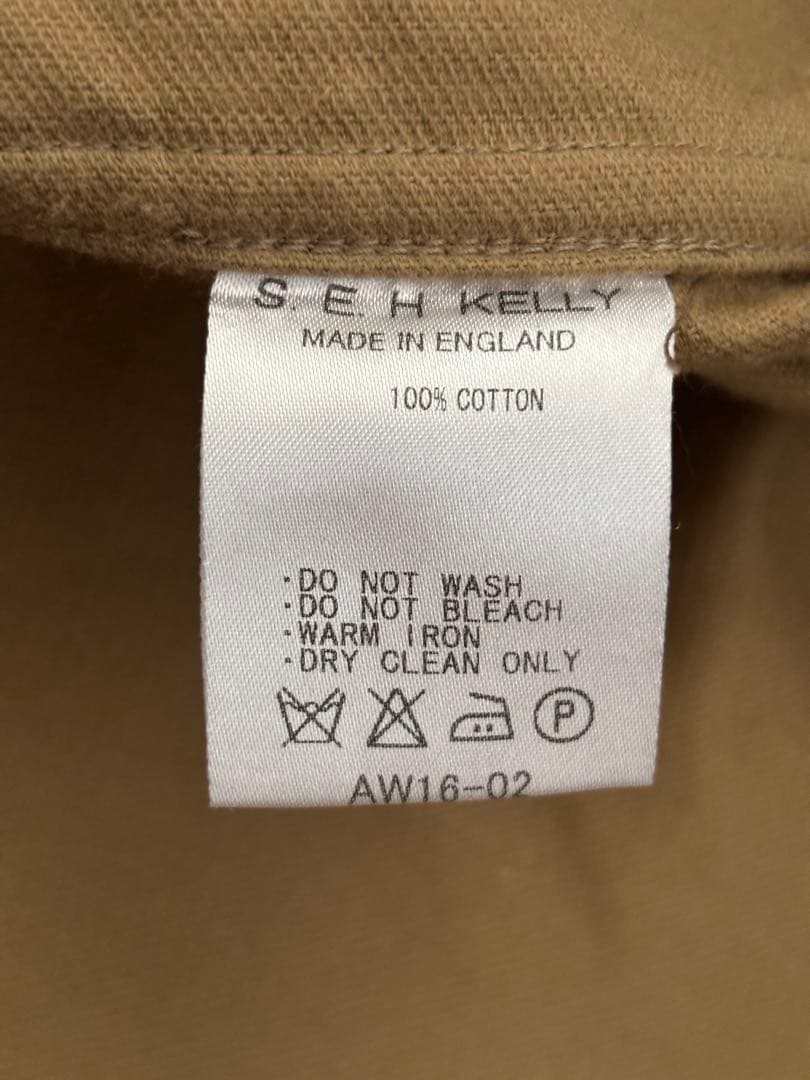 S. E. H KELLY
MADE IN ENGLAND
100% COTTON
·DO NOT WASH
·DO NOT BLEACH
·WARM IRON
·DRY CLEAN ONLY
P
AW16-02